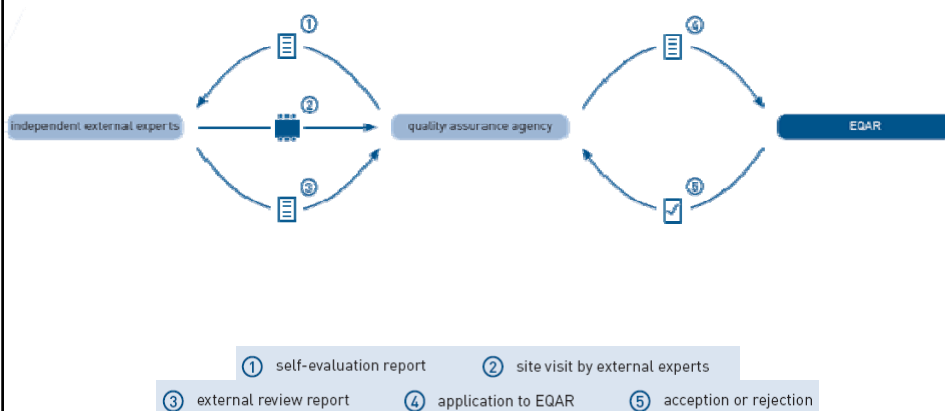 ① ④
② 
independent external experts quality assurance agency EQAR
③ ⑤
① self-evaluation report ② site visit by external experts
③ external review report ④ application to EQAR ⑤ acception or rejection